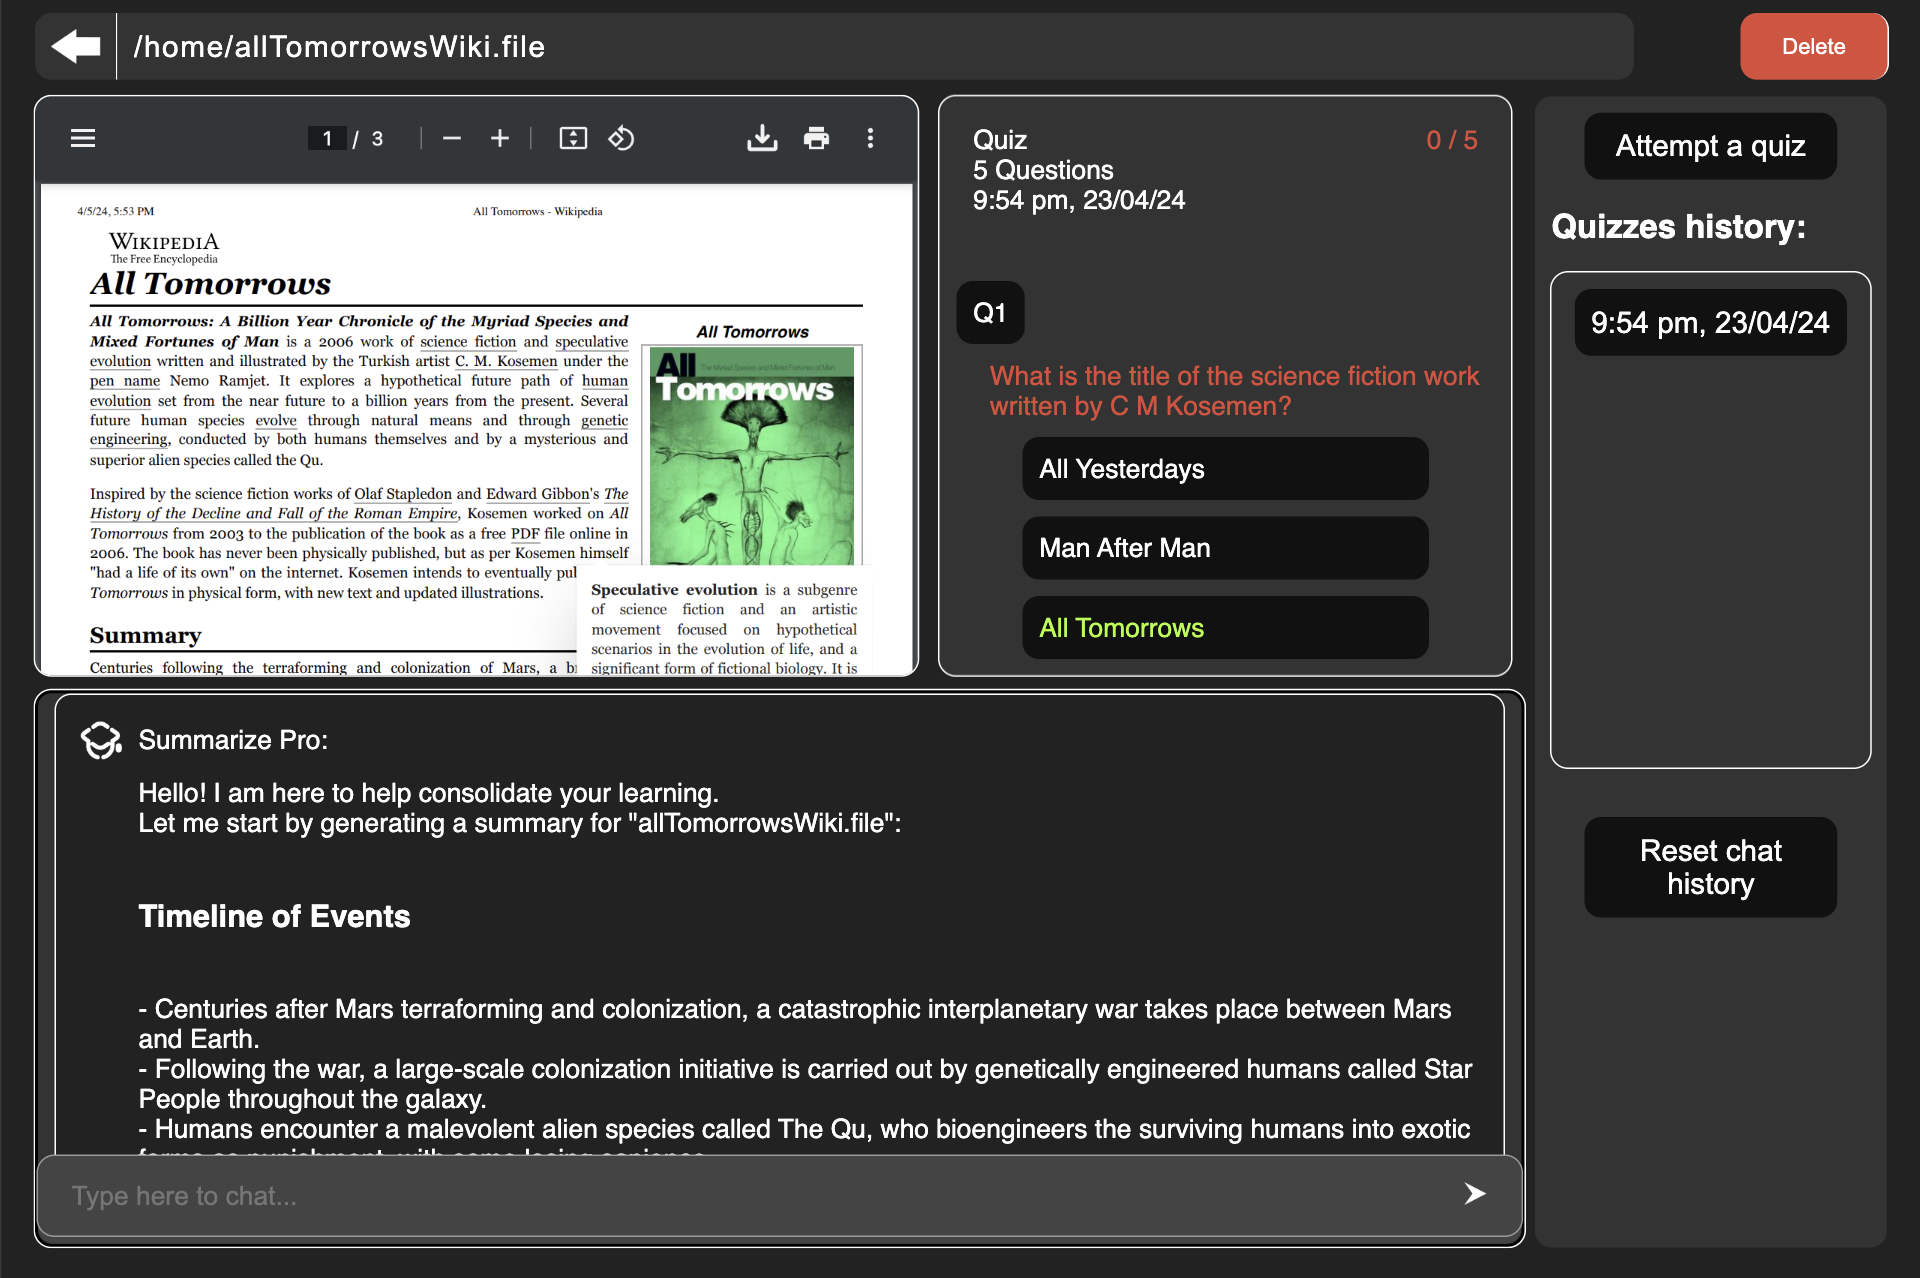 /home/allTomorrowsWiki.file
Delete
1 / 3
4/5/24, 5:53 PM
All Tomorrows - Wikipedia
WIKIPEDIA
The Free Encyclopedia
All Tomorrows
All Tomorrows: A Billion Year Chronicle of the Myriad Species and
Mixed Fortunes of Man is a 2006 work of science fiction and speculative
evolution written and illustrated by the Turkish artist C. M. Kosemen under the
pen name Nemo Ramjet. It explores a hypothetical future path of human
evolution set from the near future to a billion years from the present. Several
future human species evolve through natural means and through genetic
engineering, conducted by both humans themselves and by a mysterious and
superior alien species called the Qu.
Inspired by the science fiction works of Olaf Stapledon and Edward Gibbon's The
History of the Decline and Fall of the Roman Empire, Kosemen worked on All
Tomorrows from 2003 to the publication of the book as a free PDF file online in
2006. The book has never been physically published, but as per Kosemen himself
"had a life of its own" on the internet. Kosemen intends to eventually
Tomorrows in physical form, with new text and updated illustrations.
Summary
Centuries following the terraforming and colonization of Mars, a
All Tomorrows
All
The Myriad Species and Mixed Fortunes of Man
Tomorrows
Speculative evolution is a subgenre
of science fiction and an artistic
movement focused on hypothetical
scenarios in the evolution of life, and a
significant form of fictional biology. It is
Quiz
0 / 5
5 Questions
9:54 pm, 23/04/24
Q1
What is the title of the science fiction work
written by C M Kosemen?
All Yesterdays
Man After Man
All Tomorrows
Attempt a quiz
Quizzes history:
9:54 pm, 23/04/24
Reset chat
history
Summarize Pro:
Hello! I am here to help consolidate your learning.
Let me start by generating a summary for "allTomorrowsWiki.file":
Timeline of Events
- Centuries after Mars terraforming and colonization, a catastrophic interplanetary war takes place between Mars
and Earth.
- Following the war, a large-scale colonization initiative is carried out by genetically engineered humans called Star
People throughout the galaxy.
- Humans encounter a malevolent alien species called The Qu, who bioengineers the surviving humans into exotic
Type here to chat...